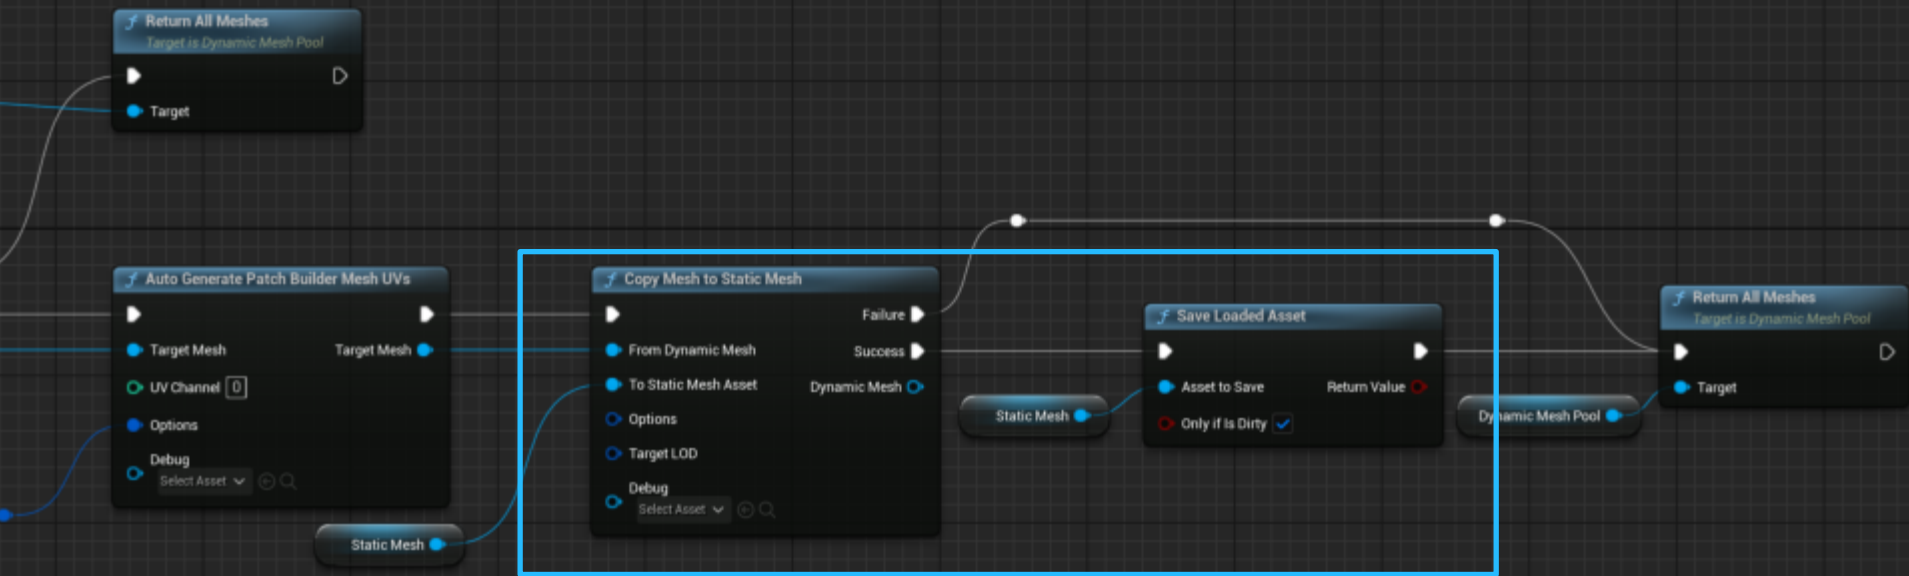 Return All Meshes
Target is Dynamic Mesh Pool
Target
Auto Generate Patch Builder Mesh UVs
Target Mesh
Target Mesh
UV Channel 0
Options
Debug
Select Asset
Static Mesh
Copy Mesh to Static Mesh
Failure
From Dynamic Mesh
Success
To Static Mesh Asset
Dynamic Mesh
Options
Target LOD
Debug
Select Asset
Static Mesh
Save Loaded Asset
Asset to Save
Return Value
Only if Is Dirty
Dynamic Mesh Pool
Return All Meshes
Target is Dynamic Mesh Pool
Target